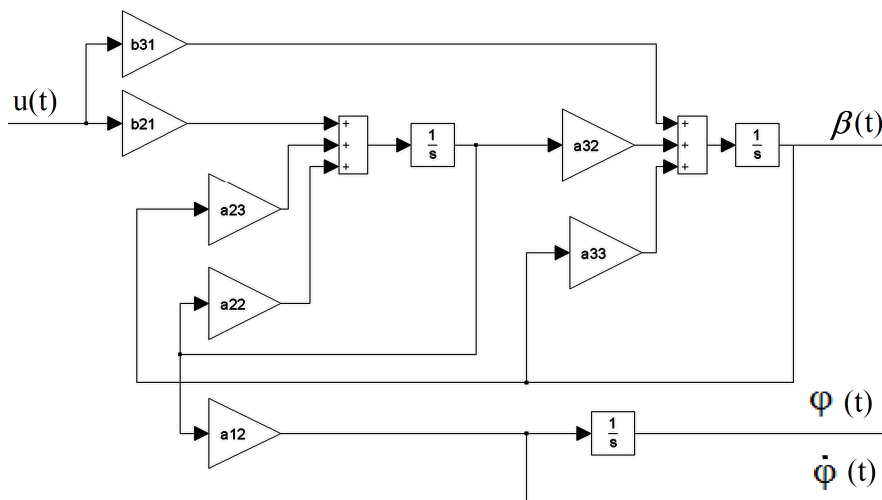 b31
u(t)
b21
+
+
+
1
s
a32
+
+
+
1
s
β(t)
a23
a33
a22
φ (t)
a12
1
s
φ̇ (t)